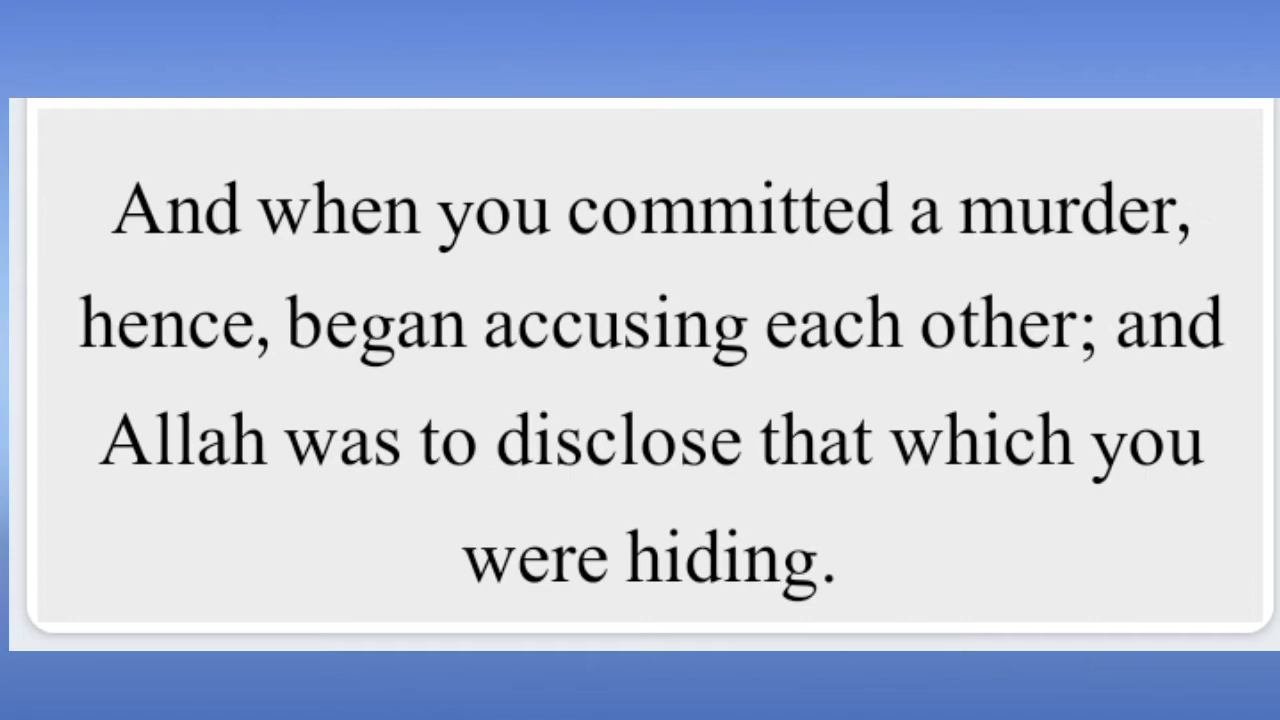 And when you committed a murder,
hence, began accusing each other; and
Allah was to disclose that which you
were hiding.